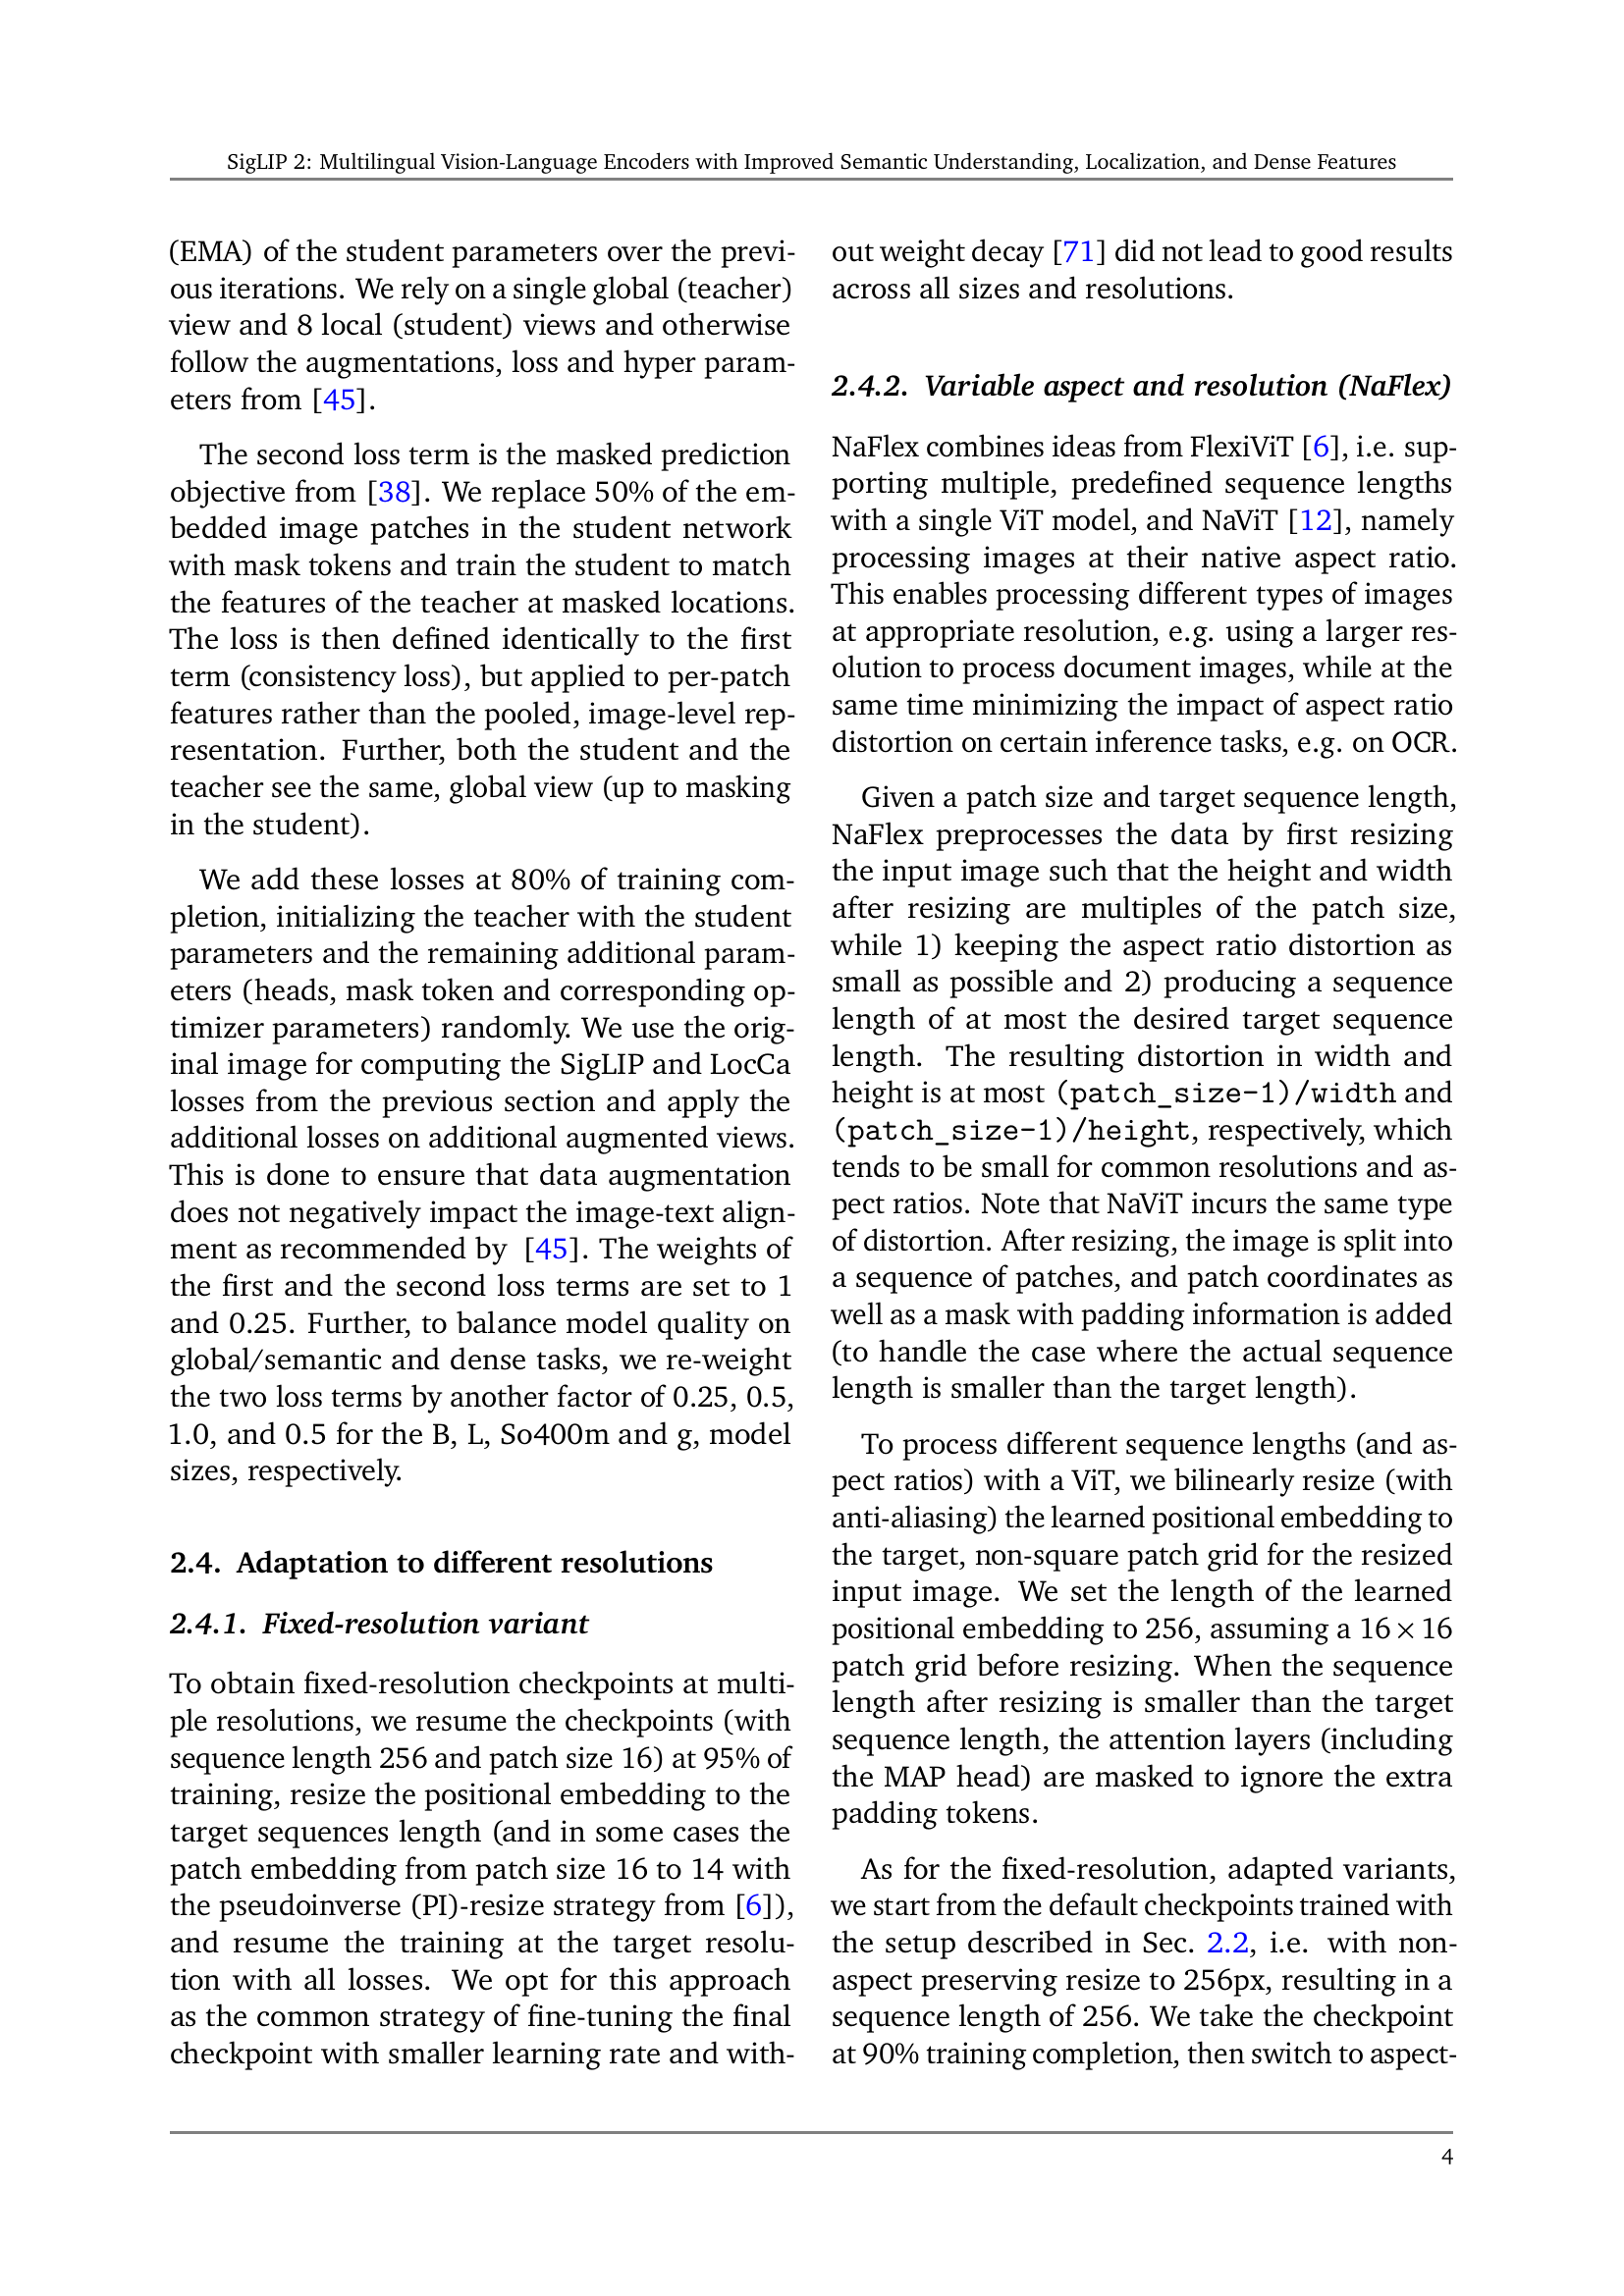 SigLIP 2: Multilingual Vision-Language Encoders with Improved Semantic Understanding, Localization, and Dense Features
(EMA) of the student parameters over the previ-
ous iterations. We rely on a single global (teacher)
view and 8 local (student) views and otherwise
follow the augmentations, loss and hyper param-
eters from [45].
The second loss term is the masked prediction
objective from [38]. We replace 50% of the em-
bedded image patches in the student network
with mask tokens and train the student to match
the features of the teacher at masked locations.
The loss is then defined identically to the first
term (consistency loss), but applied to per-patch
features rather than the pooled, image-level rep-
resentation. Further, both the student and the
teacher see the same, global view (up to masking
in the student).
We add these losses at 80% of training com-
pletion, initializing the teacher with the student
parameters and the remaining additional param-
eters (heads, mask token and corresponding op-
timizer parameters) randomly. We use the orig-
inal image for computing the SigLIP and LocCa
losses from the previous section and apply the
additional losses on additional augmented views.
This is done to ensure that data augmentation
does not negatively impact the image-text align-
ment as recommended by [45]. The weights of
the first and the second loss terms are set to 1
and 0.25. Further, to balance model quality on
global/semantic and dense tasks, we re-weight
the two loss terms by another factor of 0.25, 0.5,
1.0, and 0.5 for the B, L, So400m and g, model
sizes, respectively.
2.4. Adaptation to different resolutions
2.4.1. Fixed-resolution variant
To obtain fixed-resolution checkpoints at multi-
ple resolutions, we resume the checkpoints (with
sequence length 256 and patch size 16) at 95% of
training, resize the positional embedding to the
target sequences length (and in some cases the
patch embedding from patch size 16 to 14 with
the pseudoinverse (PI)-resize strategy from [6]),
and resume the training at the target resolu-
tion with all losses. We opt for this approach
as the common strategy of fine-tuning the final
checkpoint with smaller learning rate and with-
out weight decay [71] did not lead to good results
across all sizes and resolutions.
2.4.2. Variable aspect and resolution (NaFlex)
NaFlex combines ideas from FlexiViT [6], i.e. sup-
porting multiple, predefined sequence lengths
with a single ViT model, and NaViT [12], namely
processing images at their native aspect ratio.
This enables processing different types of images
at appropriate resolution, e.g. using a larger res-
olution to process document images, while at the
same time minimizing the impact of aspect ratio
distortion on certain inference tasks, e.g. on OCR.
Given a patch size and target sequence length,
NaFlex preprocesses the data by first resizing
the input image such that the height and width
after resizing are multiples of the patch size,
while 1) keeping the aspect ratio distortion as
small as possible and 2) producing a sequence
length of at most the desired target sequence
length. The resulting distortion in width and
height is at most (patch_size-1)/width and
(patch_size-1)/height, respectively, which
tends to be small for common resolutions and as-
pect ratios. Note that NaViT incurs the same type
of distortion. After resizing, the image is split into
a sequence of patches, and patch coordinates as
well as a mask with padding information is added
(to handle the case where the actual sequence
length is smaller than the target length).
To process different sequence lengths (and as-
pect ratios) with a ViT, we bilinearly resize (with
anti-aliasing) the learned positional embedding to
the target, non-square patch grid for the resized
input image. We set the length of the learned
positional embedding to 256, assuming a 16 × 16
patch grid before resizing. When the sequence
length after resizing is smaller than the target
sequence length, the attention layers (including
the MAP head) are masked to ignore the extra
padding tokens.
As for the fixed-resolution, adapted variants,
we start from the default checkpoints trained with
the setup described in Sec. 2.2, i.e. with non-
aspect preserving resize to 256px, resulting in a
sequence length of 256. We take the checkpoint
at 90% training completion, then switch to aspect-
4